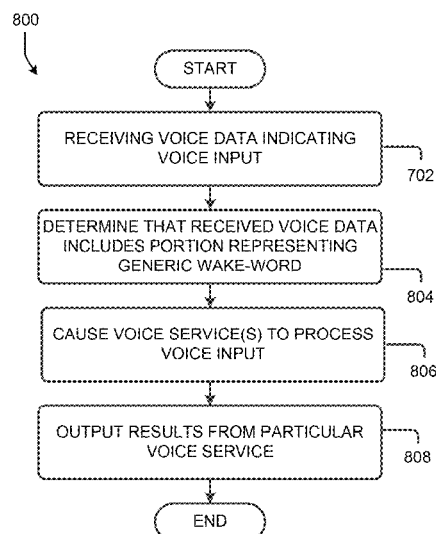 800
START
RECEIVING VOICE DATA INDICATING
VOICE INPUT
702
DETERMINE THAT RECEIVED VOICE DATA
INCLUDES PORTION REPRESENTING
GENERIC WAKE-WORD
804
CAUSE VOICE SERVICE(S) TO PROCESS
VOICE INPUT
806
OUTPUT RESULTS FROM PARTICULAR
VOICE SERVICE
808
END